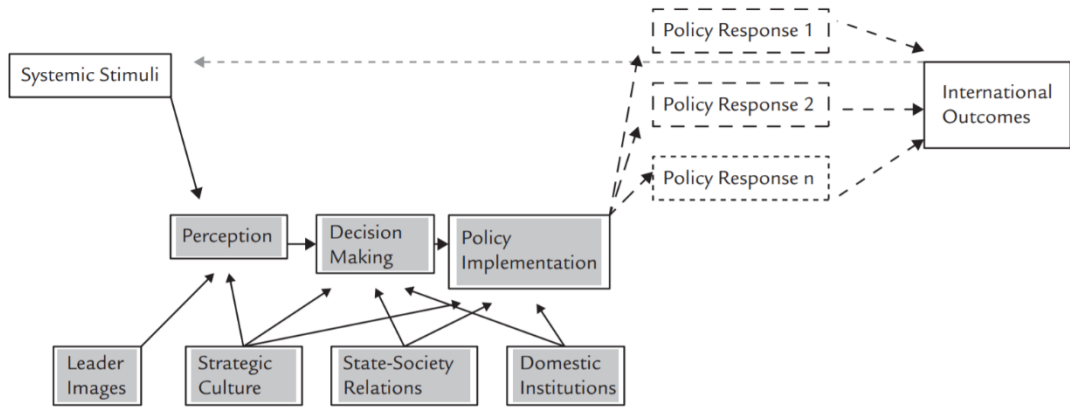 Systemic Stimuli
Policy Response 1
Policy Response 2
Policy Response n
International
Outcomes
Perception
Decision
Making
Policy
Implementation
Leader
Images
Strategic
Culture
State-Society
Relations
Domestic
Institutions